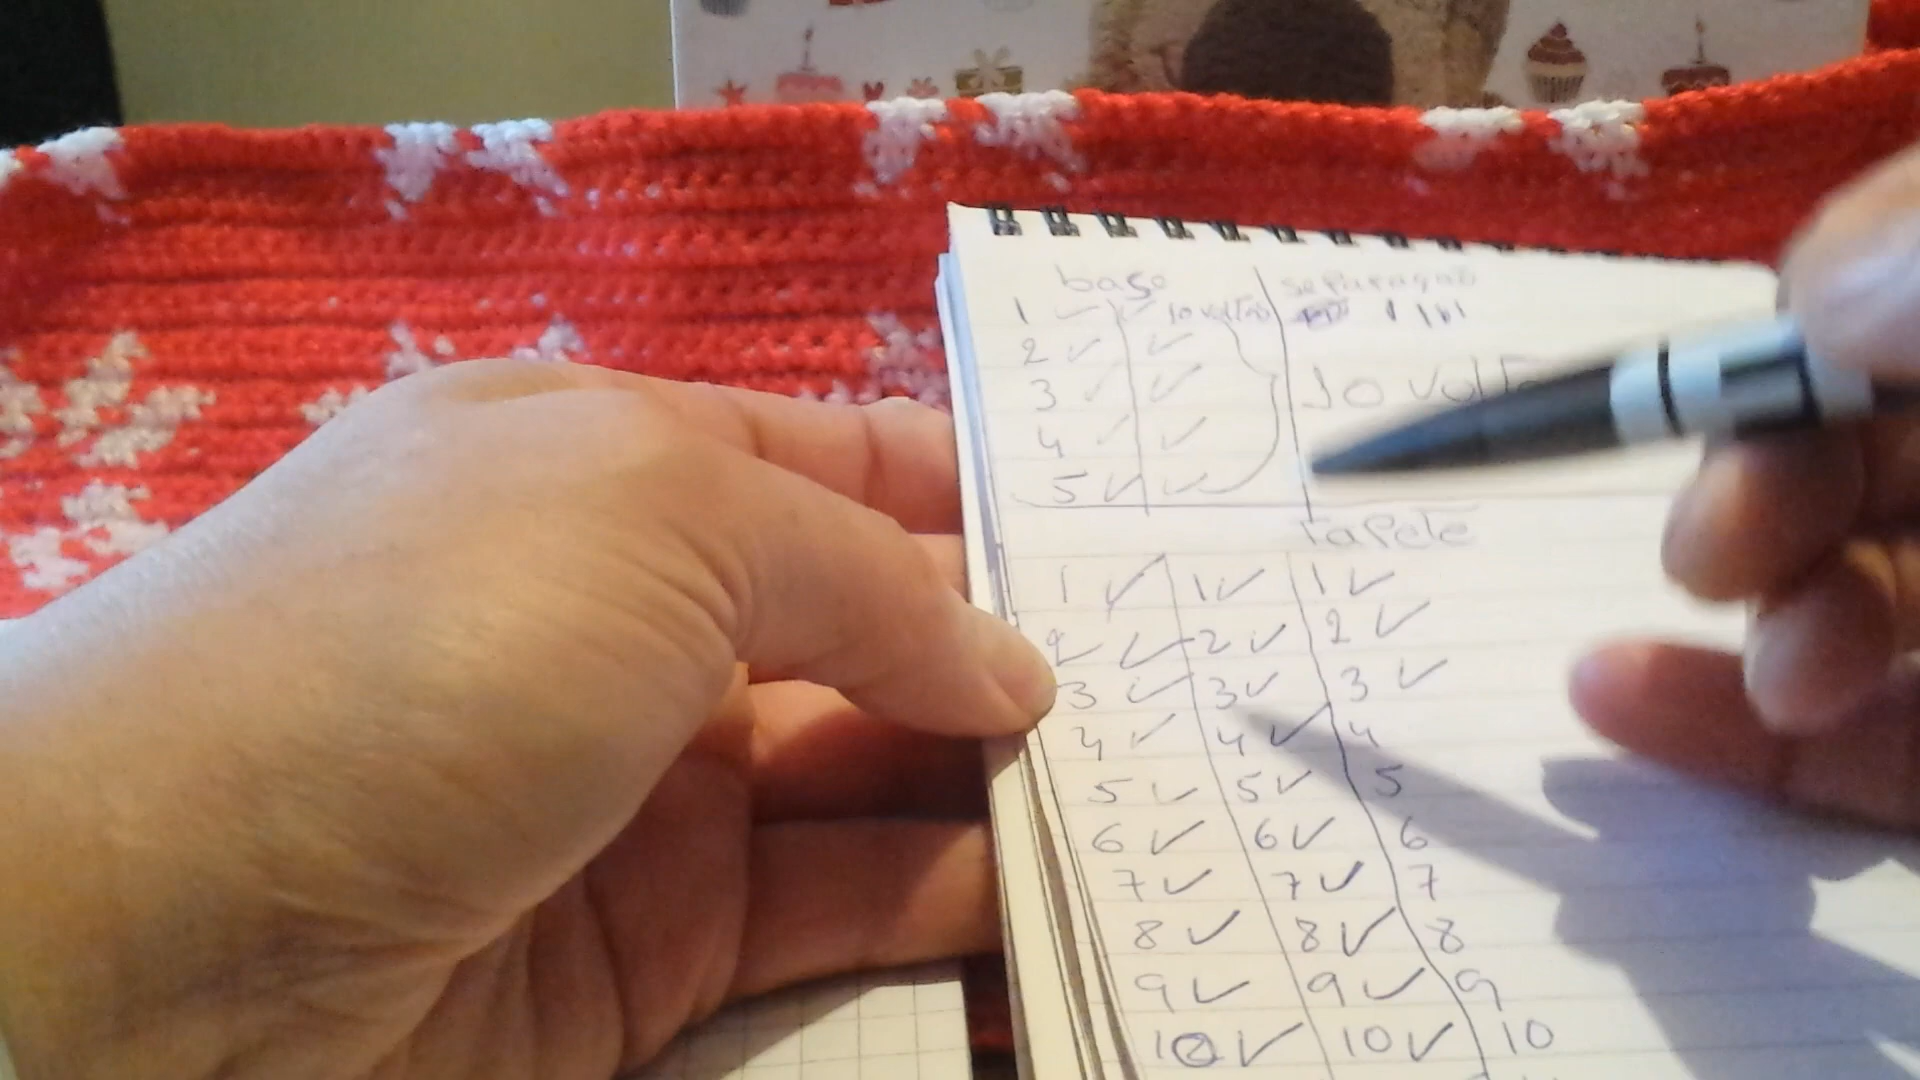 base separação
1 ✓ ✓ 10 voltas
2 ✓ ✓
3 ✓ ✓ 10
4 ✓ ✓
5 ✓ ✓
Tapete
1 ✓ 1 ✓ 1 ✓
2 ✓ 2 ✓ 2 ✓
3 ✓ 3 ✓ 3 ✓
4 ✓ 4 ✓ 4
5 ✓ 5 ✓ 5
6 ✓ 6 ✓ 6
7 ✓ 7 ✓ 7
8 ✓ 8 ✓ 8
9 ✓ 9 ✓ 9
10 ✓ 10 ✓ 10